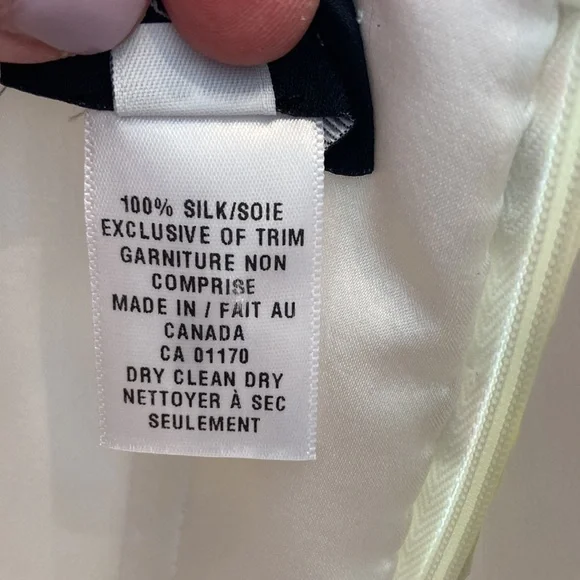 100% SILK/SOIE
EXCLUSIVE OF TRIM
GARNITURE NON
COMPRISE
MADE IN / FAIT AU
CANADA
CA 01170
DRY CLEAN DRY
NETTOYER À SEC
SEULEMENT